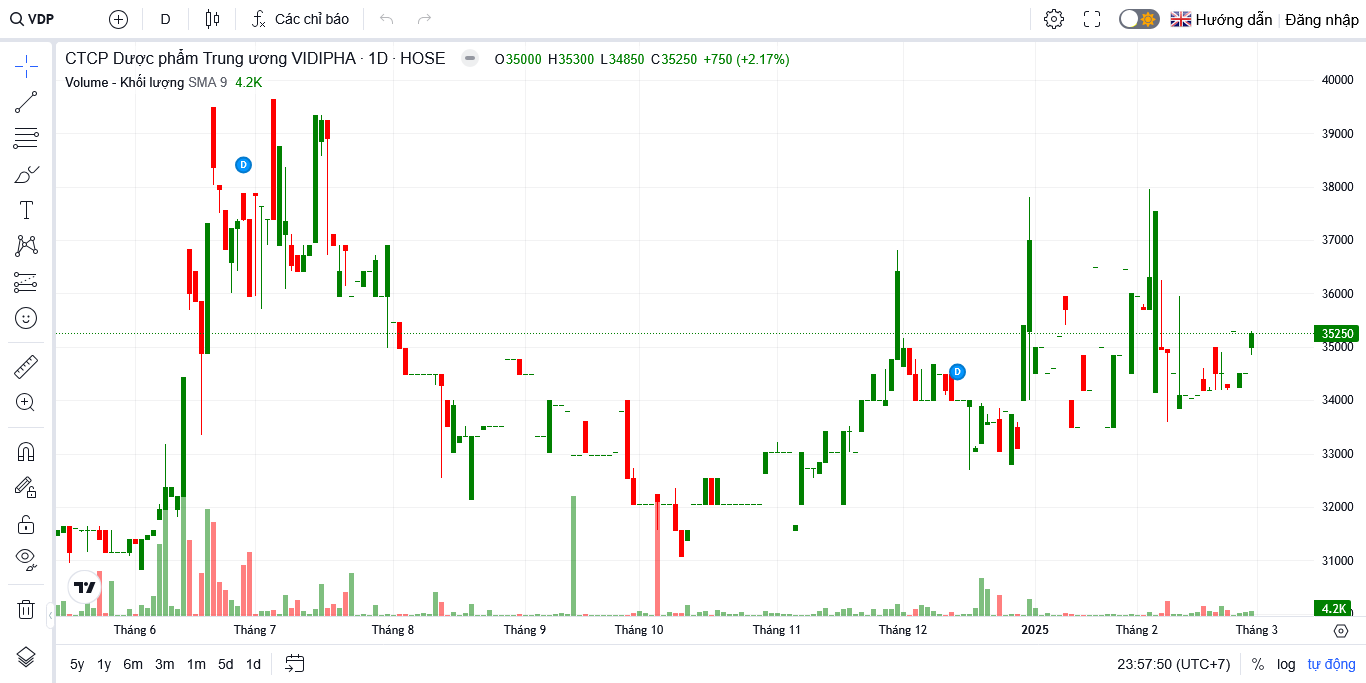 VDP D Các chỉ báo Hướng dẫn Đăng nhập
CTCP Dược phẩm Trung ương VIDIPHA · 1D · HOSE O35000 H35300 L34850 C35250 +750 (+2.17%)
Volume - Khối lượng SMA 9 4.2K
40000
39000
38000
D
37000
36000
35250
35000
D
34000
33000
32000
31000
4.2K
Tháng 6 Tháng 7 Tháng 8 Tháng 9 Tháng 10 Tháng 11 Tháng 12 2025 Tháng 2 Tháng 3
5y 1y 6m 3m 1m 5d 1d 23:57:50 (UTC+7) % log tự động